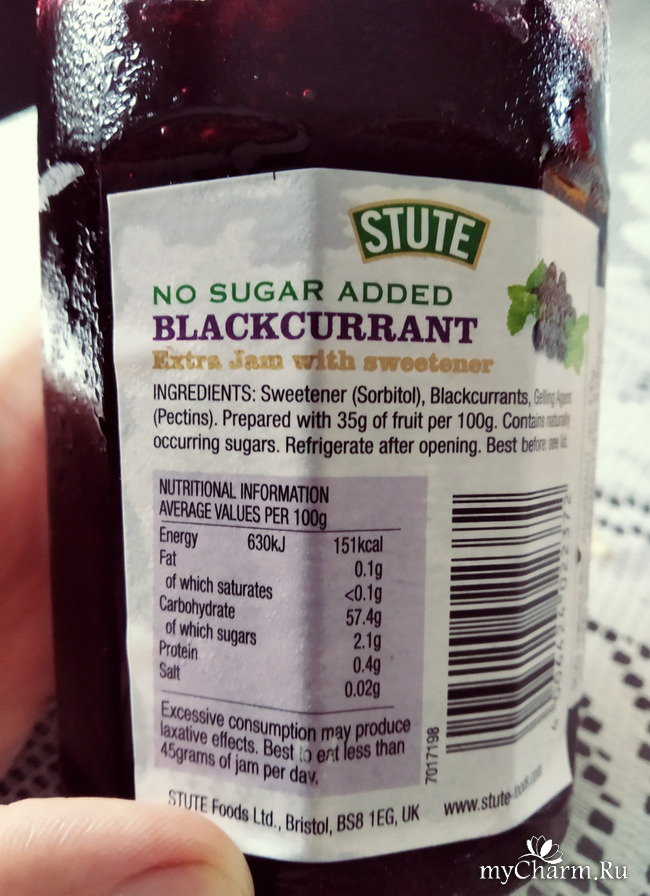 STUTE
NO SUGAR ADDED
BLACKCURRANT
Extra Jam with sweetener
INGREDIENTS: Sweetener (Sorbitol), Blackcurrants, Gelling Agent
(Pectins). Prepared with 35g of fruit per 100g. Contains naturally
occurring sugars. Refrigerate after opening. Best before: see lid.
NUTRITIONAL INFORMATION
AVERAGE VALUES PER 100g
Energy 630kJ 151kcal
Fat 0.1g
of which saturates <0.1g
Carbohydrate 57.4g
of which sugars 2.1g
Protein 0.4g
Salt 0.02g
Excessive consumption may produce
laxative effects. Best to eat less than
45grams of jam per day.
7017198
STUTE Foods Ltd., Bristol, BS8 1EG, UK www.stute-foods.com
myCharm.Ru